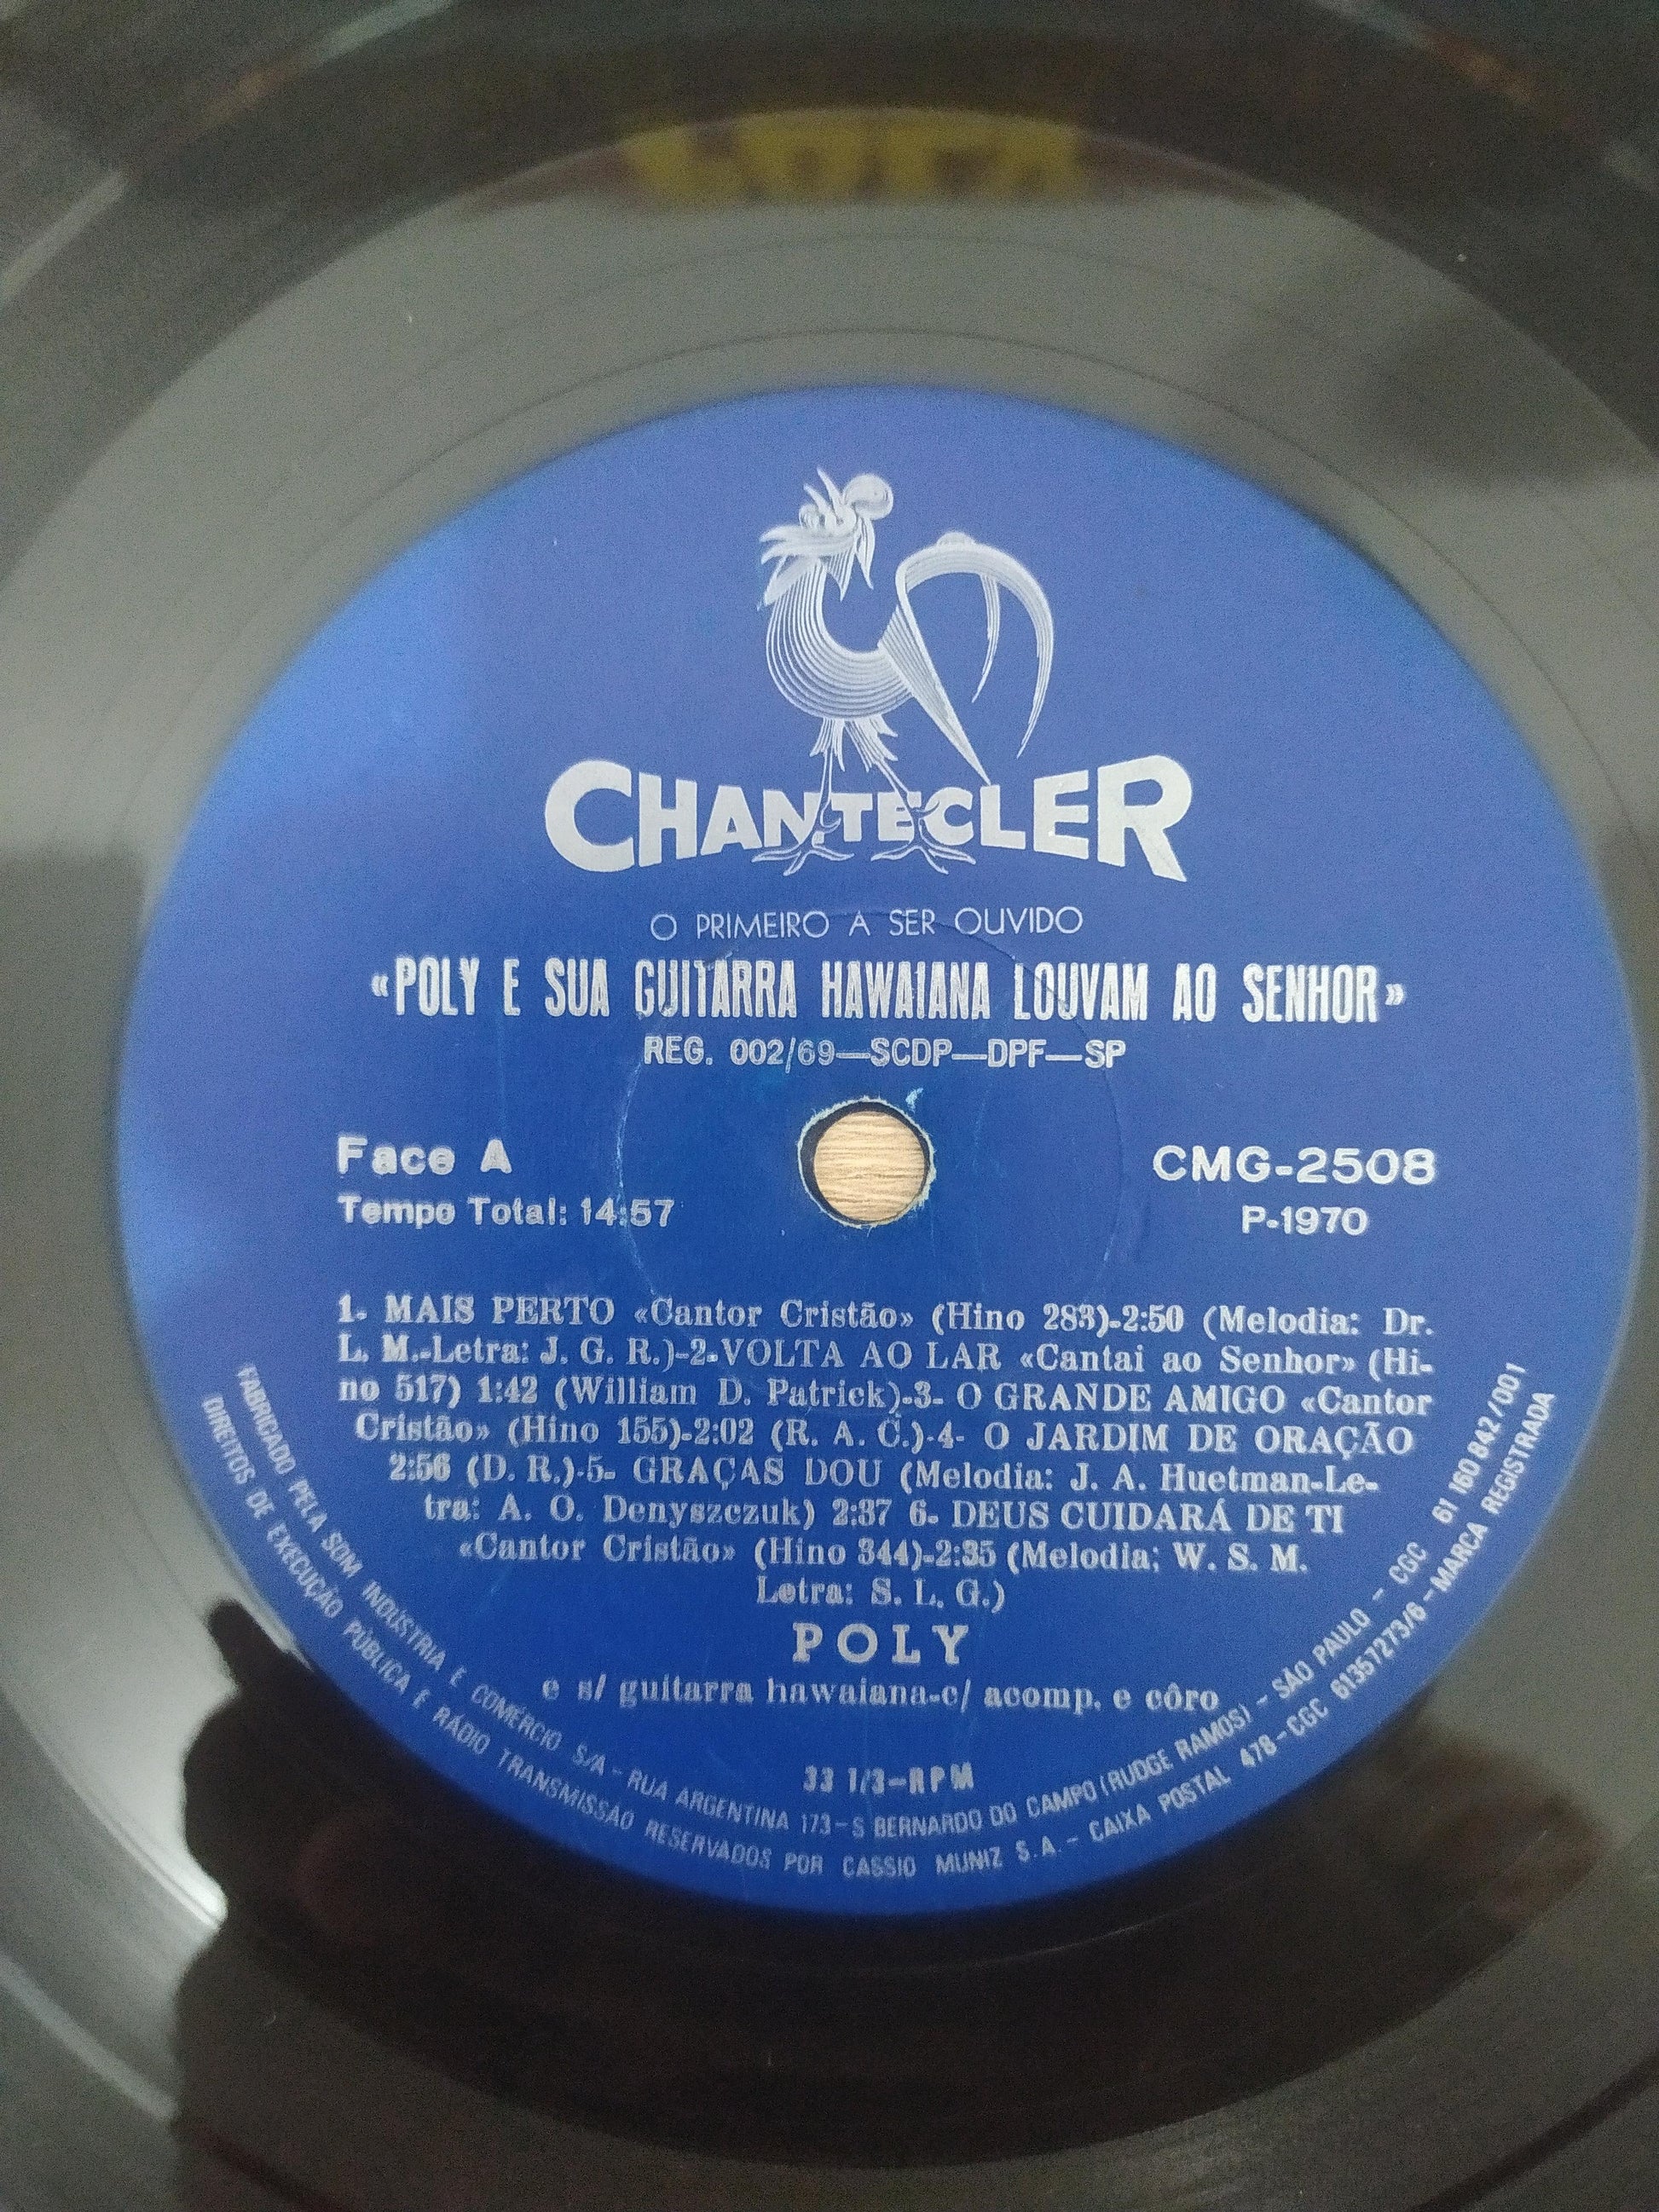 CHANTECLER
O PRIMEIRO A SER OUVIDO
«POLY E SUA GUITARRA HAWAIANA LOUVAM AO SENHOR»
REG. 002/69—SCDP—DPF—SP
Face A
Tempo Total: 14:57
CMG-2508
P-1970
1- MAIS PERTO «Cantor Cristão» (Hino 283)-2:50 (Melodia: Dr.
L. M.-Letra: J. G. R.)-2-VOLTA AO LAR «Cantai ao Senhor» (Hi-
no 517) 1:42 (William D. Patrick)-3- O GRANDE AMIGO «Cantor
Cristão» (Hino 155)-2:02 (R. A. C.)-4- O JARDIM DE ORAÇÃO
2:56 (D. R.)-5- GRAÇAS DOU (Melodia: J. A. Huetman-Le-
tra: A. O. Denyszczuk) 2:37 6- DEUS CUIDARÁ DE TI
«Cantor Cristão» (Hino 344)-2:35 (Melodia; W. S. M.
Letra: S. L. G.)
POLY
e s/ guitarra hawaiana-c/ acomp. e côro
33 1/3-RPM
FABRICADO PELA SOM INDÚSTRIA E COMÉRCIO S/A - RUA ARGENTINA 173-S BERNARDO DO CAMPO (RUDGE RAMOS) - SÃO PAULO - CGC 61 160 842/001
DIREITOS DE EXECUÇÃO PÚBLICA E RÁDIO TRANSMISSÃO RESERVADOS POR CASSIO MUNIZ S.A. - CAIXA POSTAL 478-CGC 61357273/6-MARCA REGISTRADA